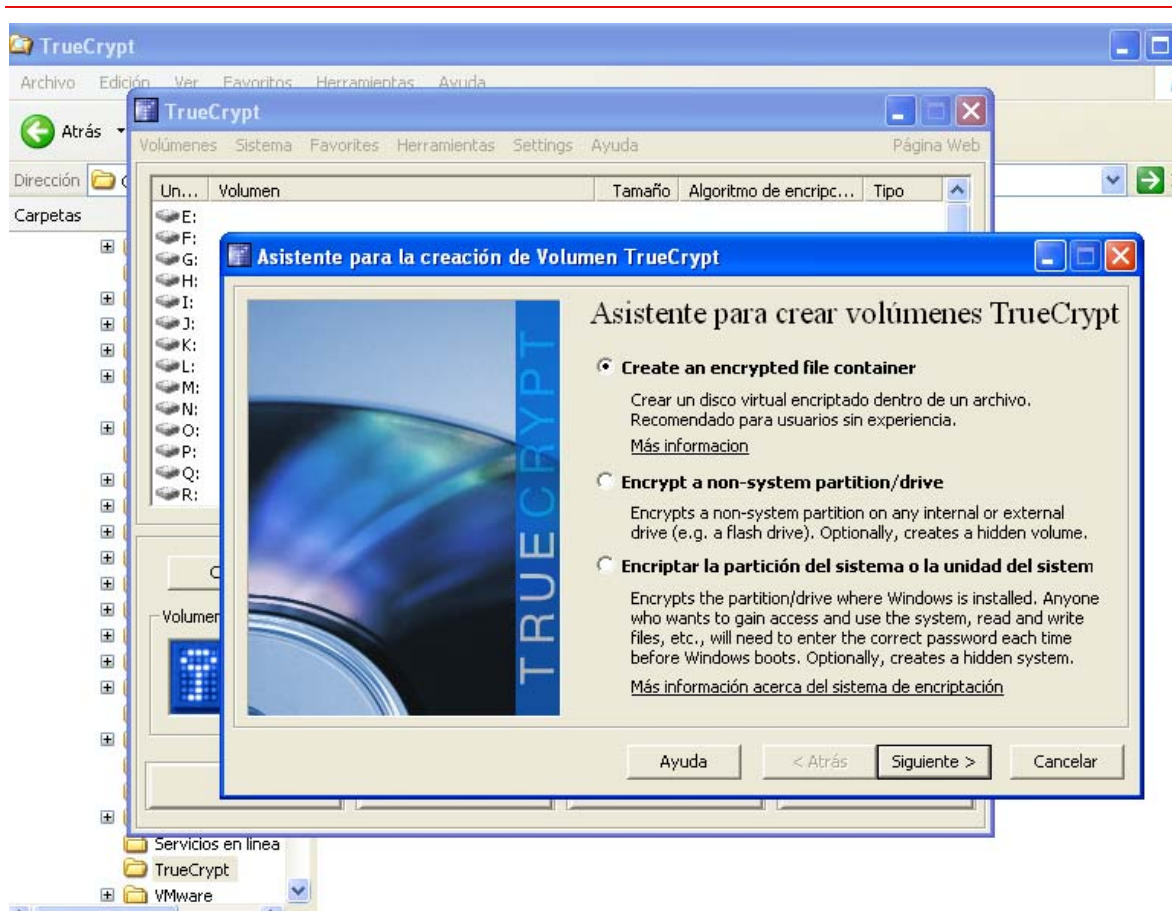 TrueCrypt
Archivo Edición Ver Favoritos Herramientas Ayuda
Atrás
Dirección
Carpetas
TrueCrypt
Volúmenes Sistema Favorites Herramientas Settings Ayuda Página Web
Un... Volumen Tamaño Algoritmo de encripc... Tipo
E:
F:
G:
H:
I:
J:
K:
L:
M:
N:
O:
P:
Q:
R:
Volumen
Asistente para la creación de Volumen TrueCrypt
TRUECRYPT
Asistente para crear volúmenes TrueCrypt
Create an encrypted file container
Crear un disco virtual encriptado dentro de un archivo.
Recomendado para usuarios sin experiencia.
Más informacion
Encrypt a non-system partition/drive
Encrypts a non-system partition on any internal or external
drive (e.g. a flash drive). Optionally, creates a hidden volume.
Encriptar la partición del sistema o la unidad del sistem
Encrypts the partition/drive where Windows is installed. Anyone
who wants to gain access and use the system, read and write
files, etc., will need to enter the correct password each time
before Windows boots. Optionally, creates a hidden system.
Más información acerca del sistema de encriptación
Ayuda < Atrás Siguiente > Cancelar
Servicios en línea
TrueCrypt
VMware